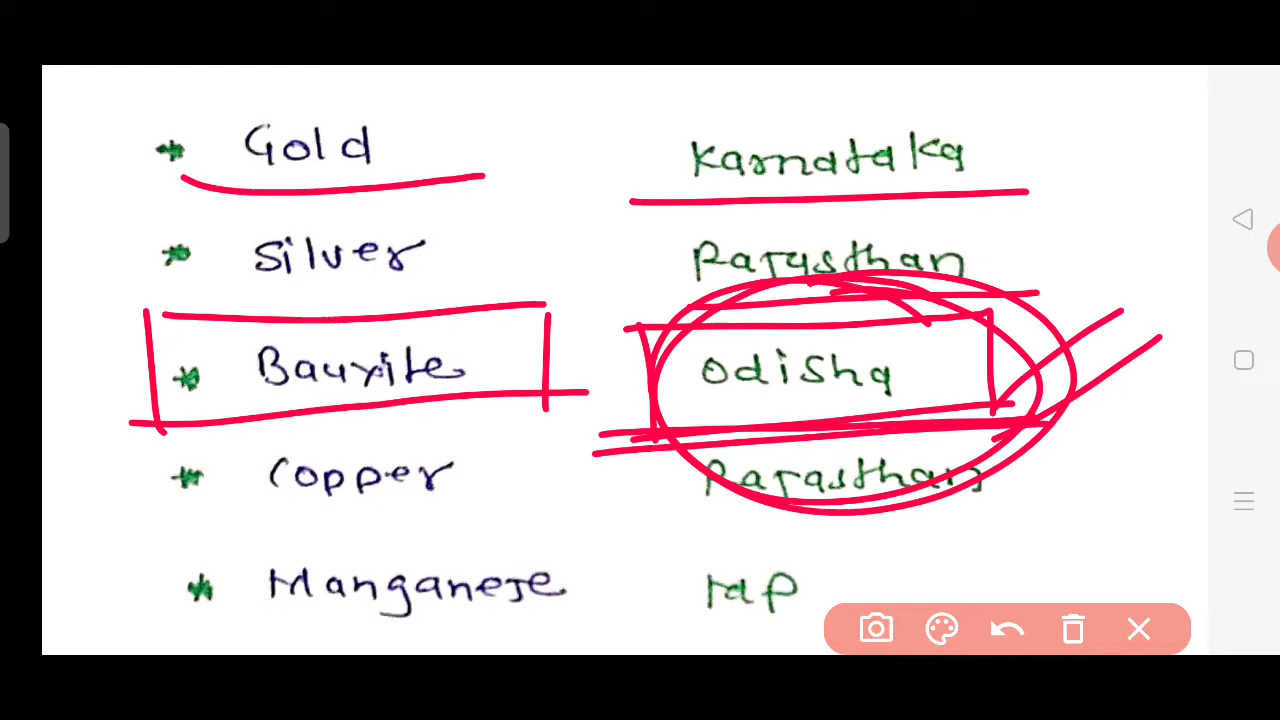 Gold Karnataka
Silver Rajasthan
Bauxite Odisha
Copper Rajasthan
Manganese MP